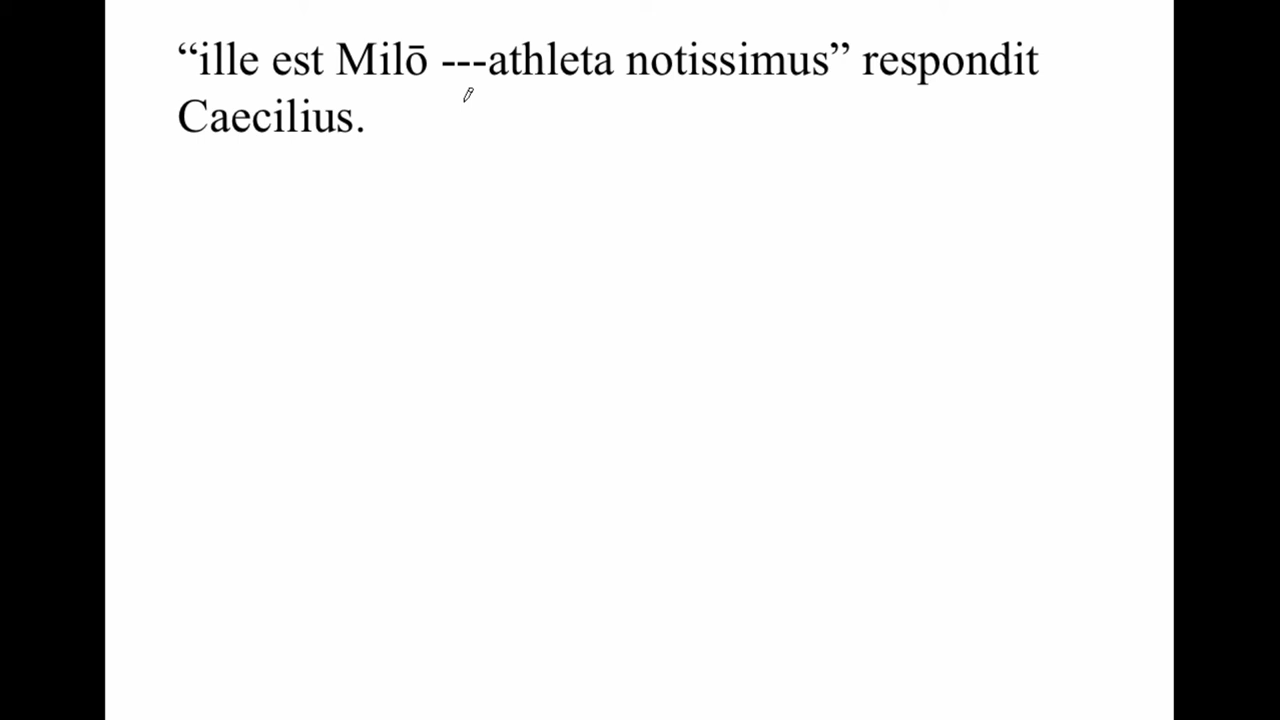 “ille est Milō ---athleta notissimus” respondit
Caecilius.